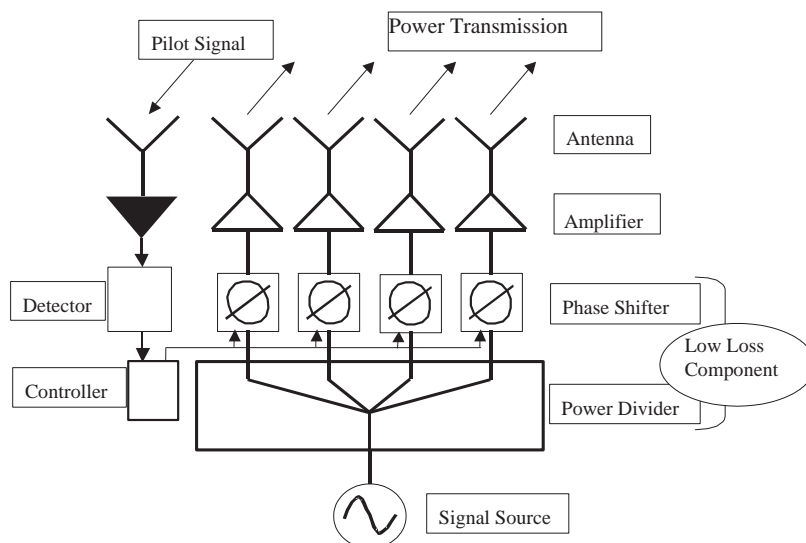 Pilot Signal
Power Transmission
Antenna
Amplifier
Detector
Phase Shifter
Low Loss
Component
Controller
Power Divider
Signal Source